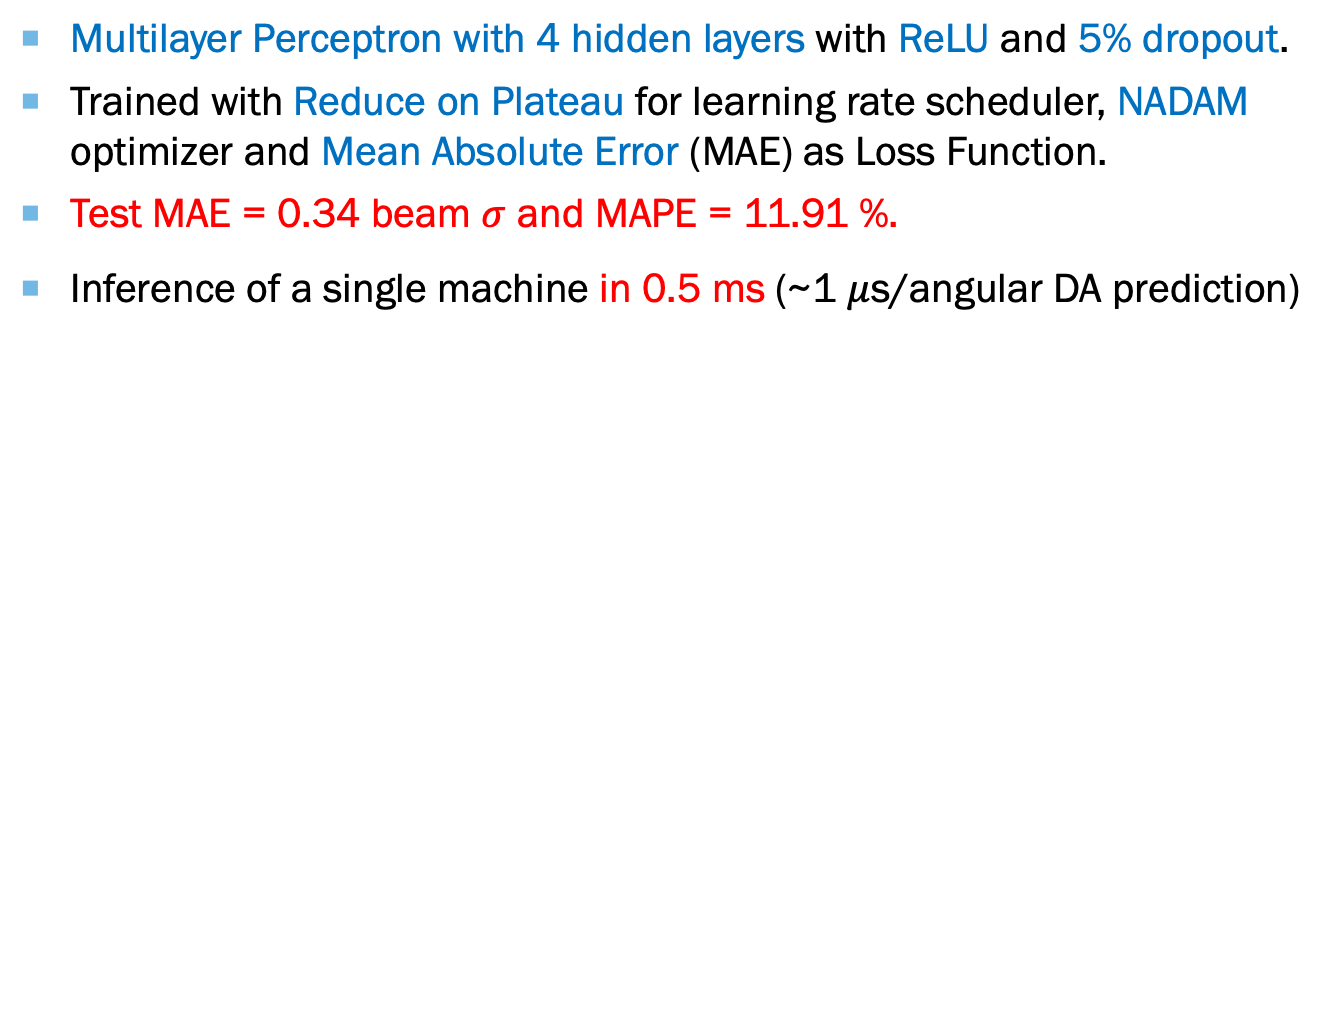 ▪ Multilayer Perceptron with 4 hidden layers with ReLU and 5% dropout.
▪ Trained with Reduce on Plateau for learning rate scheduler, NADAM
optimizer and Mean Absolute Error (MAE) as Loss Function.
▪ Test MAE = 0.34 beam σ and MAPE = 11.91 %.
▪ Inference of a single machine in 0.5 ms (~1 μs/angular DA prediction)